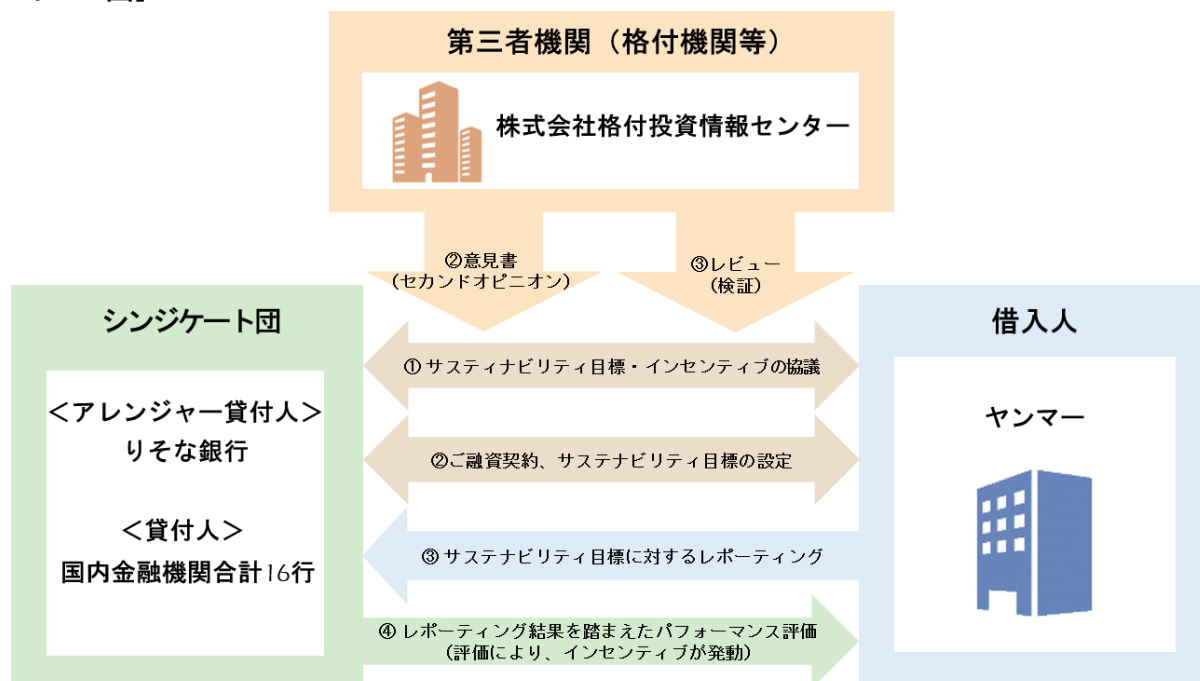 第三者機関（格付機関等）
株式会社格付投資情報センター
②意見書
（セカンドオピニオン）
③レビュー
（検証）
シンジケート団
＜アレンジャー貸付人＞
りそな銀行
＜貸付人＞
国内金融機関合計16行
① サスティナビリティ目標・インセンティブの協議
②ご融資契約、サステナビリティ目標の設定
③ サステナビリティ目標に対するレポーティング
④ レポーティング結果を踏まえたパフォーマンス評価
（評価により、インセンティブが発動）
借入人
ヤンマー